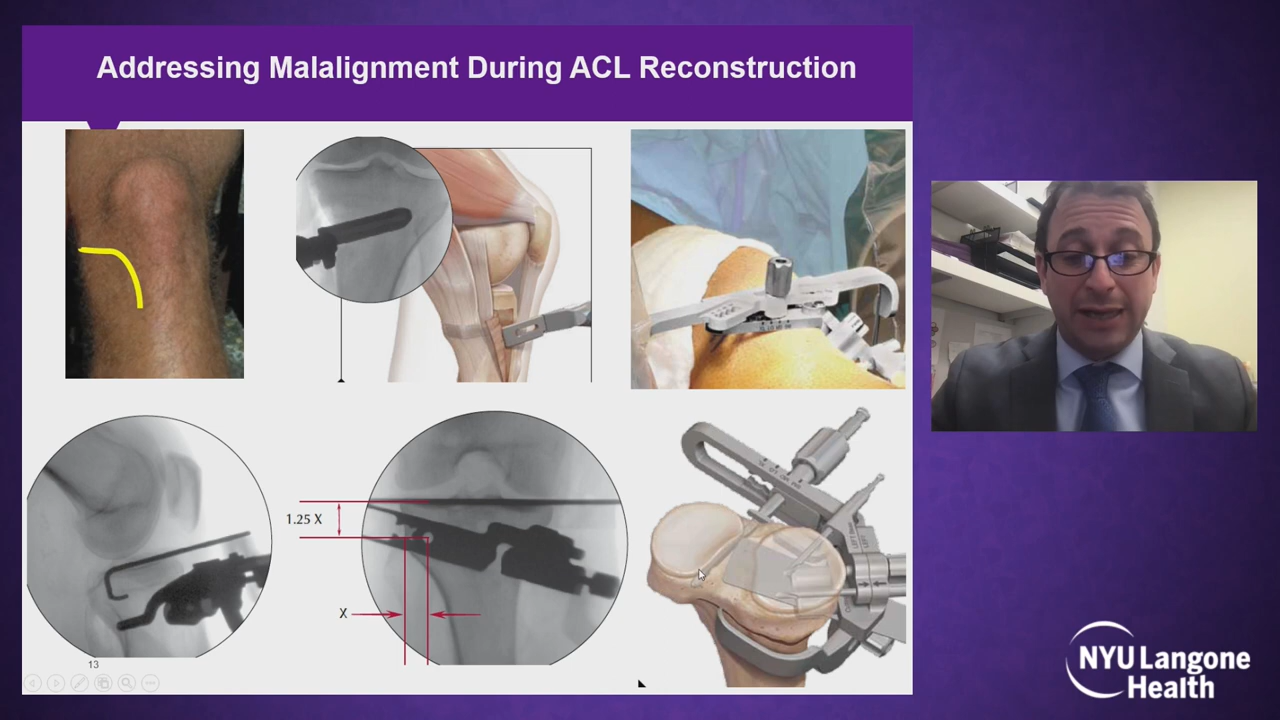 Addressing Malalignment During ACL Reconstruction
1.25 X
X
13
NYU Langone
Health